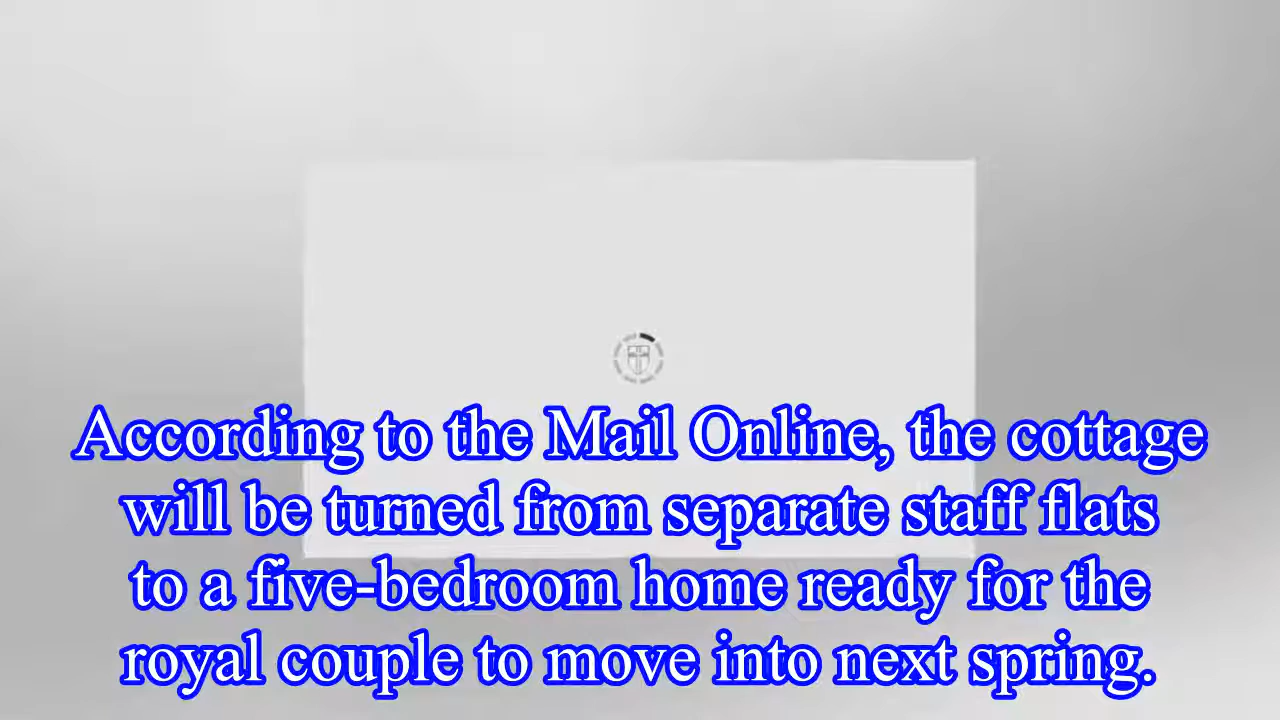 According to the Mail Online, the cottage
will be turned from separate staff flats
to a five-bedroom home ready for the
royal couple to move into next spring.